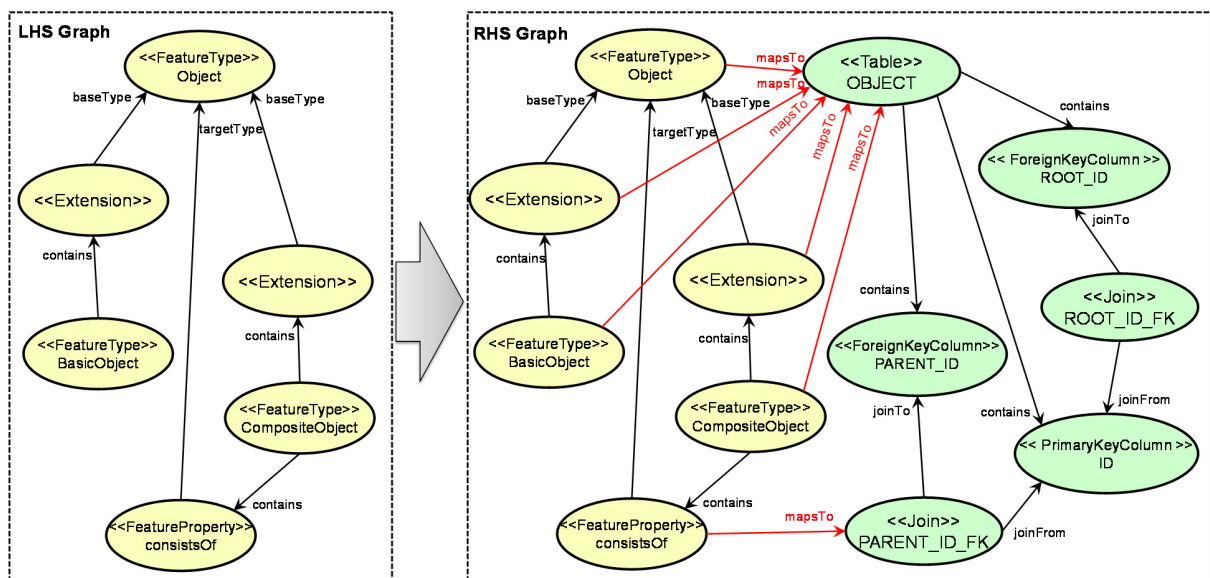 LHS Graph
<<FeatureType>>
Object
baseType
baseType
targetType
<<Extension>>
contains
<<Extension>>
<<FeatureType>>
BasicObject
contains
<<FeatureType>>
CompositeObject
contains
<<FeatureProperty>>
consistsOf
RHS Graph
<<FeatureType>>
Object
mapsTo
mapsTo
mapsTo
mapsTo
mapsTo
<<Table>>
OBJECT
baseType
baseType
targetType
contains
<< ForeignKeyColumn >>
ROOT_ID
<<Extension>>
joinTo
contains
<<Extension>>
contains
<<Join>>
ROOT_ID_FK
<<FeatureType>>
BasicObject
contains
<<ForeignKeyColumn>>
PARENT_ID
joinFrom
<<FeatureType>>
CompositeObject
joinTo
contains
<< PrimaryKeyColumn >>
ID
contains
<<FeatureProperty>>
consistsOf
mapsTo
<<Join>>
PARENT_ID_FK
joinFrom